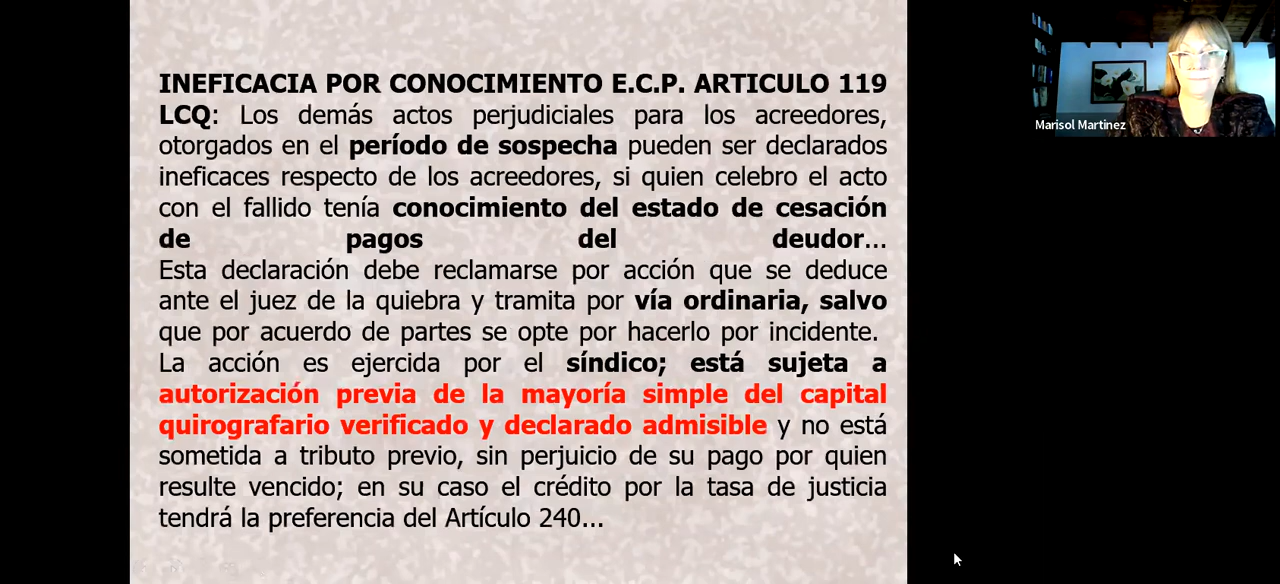 INEFICACIA POR CONOCIMIENTO E.C.P. ARTICULO 119
LCQ: Los demás actos perjudiciales para los acreedores,
otorgados en el período de sospecha pueden ser declarados
ineficaces respecto de los acreedores, si quien celebro el acto
con el fallido tenía conocimiento del estado de cesación
de pagos del deudor...
Esta declaración debe reclamarse por acción que se deduce
ante el juez de la quiebra y tramita por vía ordinaria, salvo
que por acuerdo de partes se opte por hacerlo por incidente.
La acción es ejercida por el síndico; está sujeta a
autorización previa de la mayoría simple del capital
quirografario verificado y declarado admisible y no está
sometida a tributo previo, sin perjuicio de su pago por quien
resulte vencido; en su caso el crédito por la tasa de justicia
tendrá la preferencia del Artículo 240...
Marisol Martinez